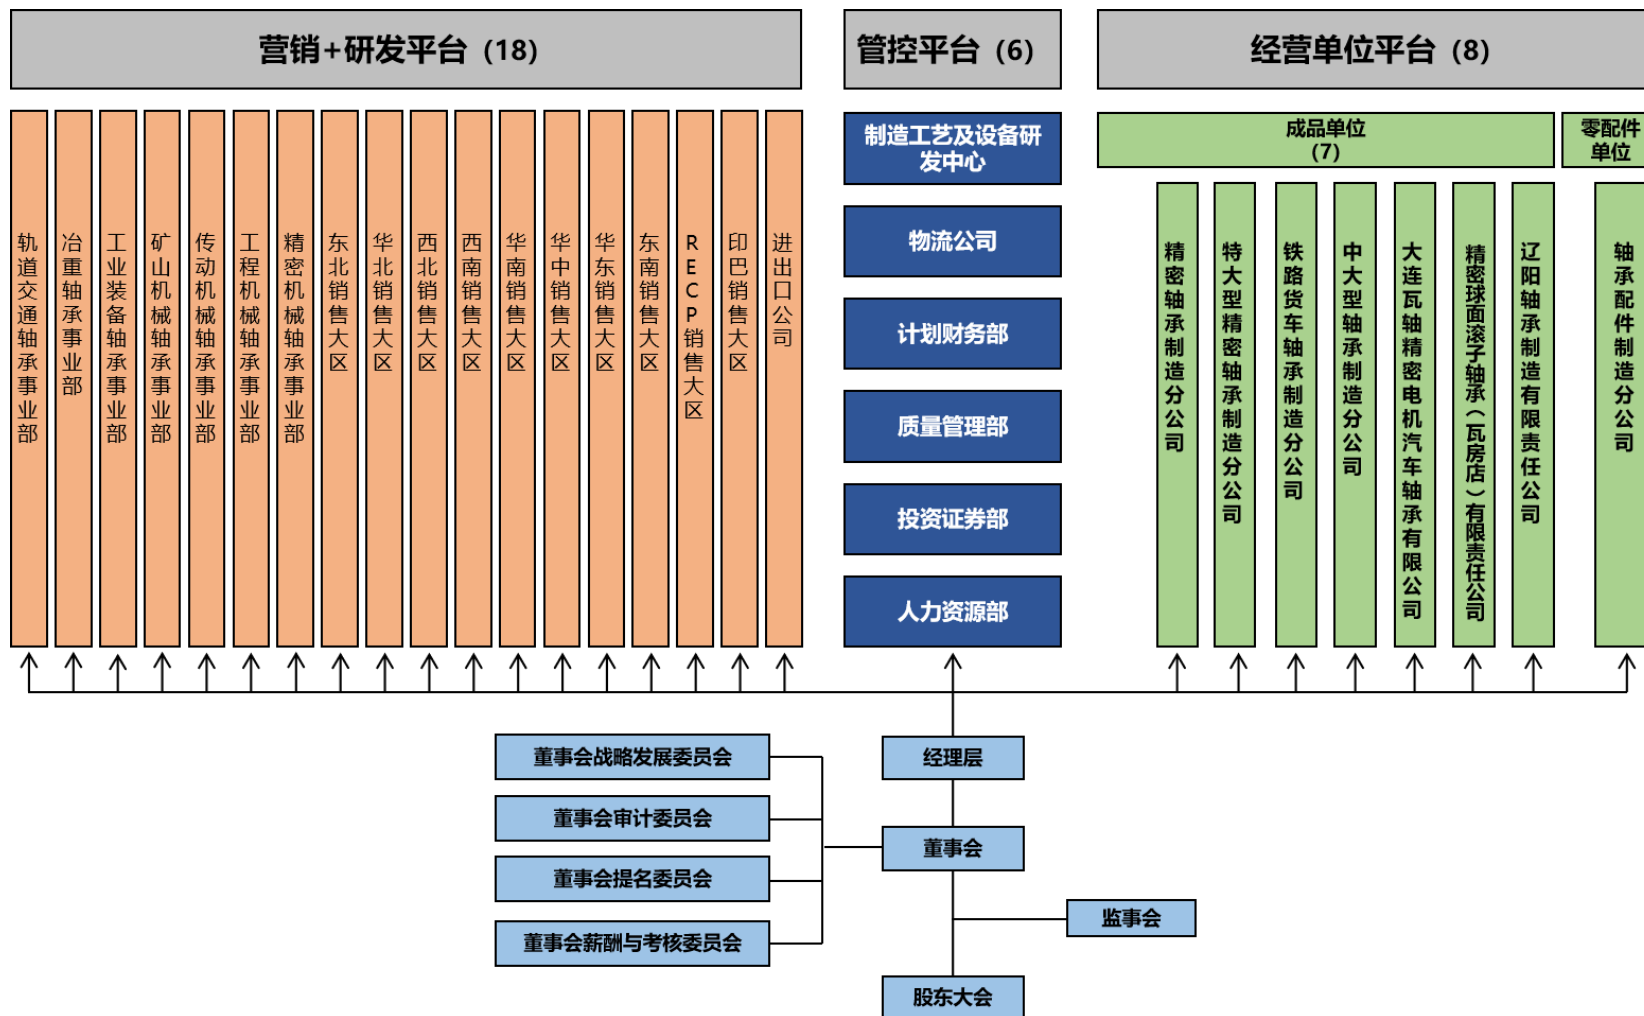 营销+研发平台（18）
管控平台（6）
经营单位平台（8）
轨道交通轴承事业部
冶重轴承事业部
工业装备轴承事业部
矿山机械轴承事业部
传动机械轴承事业部
工程机械轴承事业部
精密机械轴承事业部
东北销售大区
华北销售大区
西北销售大区
西南销售大区
华南销售大区
华中销售大区
华东销售大区
东南销售大区
RECP销售大区
印巴销售大区
进出口公司
制造工艺及设备研
发中心
物流公司
计划财务部
质量管理部
投资证券部
人力资源部
成品单位
(7)
零配件
单位
精密轴承制造分公司
特大型精密轴承制造分公司
铁路货车轴承制造分公司
中大型轴承制造分公司
大连瓦轴精密电机汽车轴承有限公司
精密球面滚子轴承（瓦房店）有限责任公司
辽阳轴承制造有限责任公司
轴承配件制造分公司
董事会战略发展委员会
董事会审计委员会
董事会提名委员会
董事会薪酬与考核委员会
经理层
董事会
监事会
股东大会